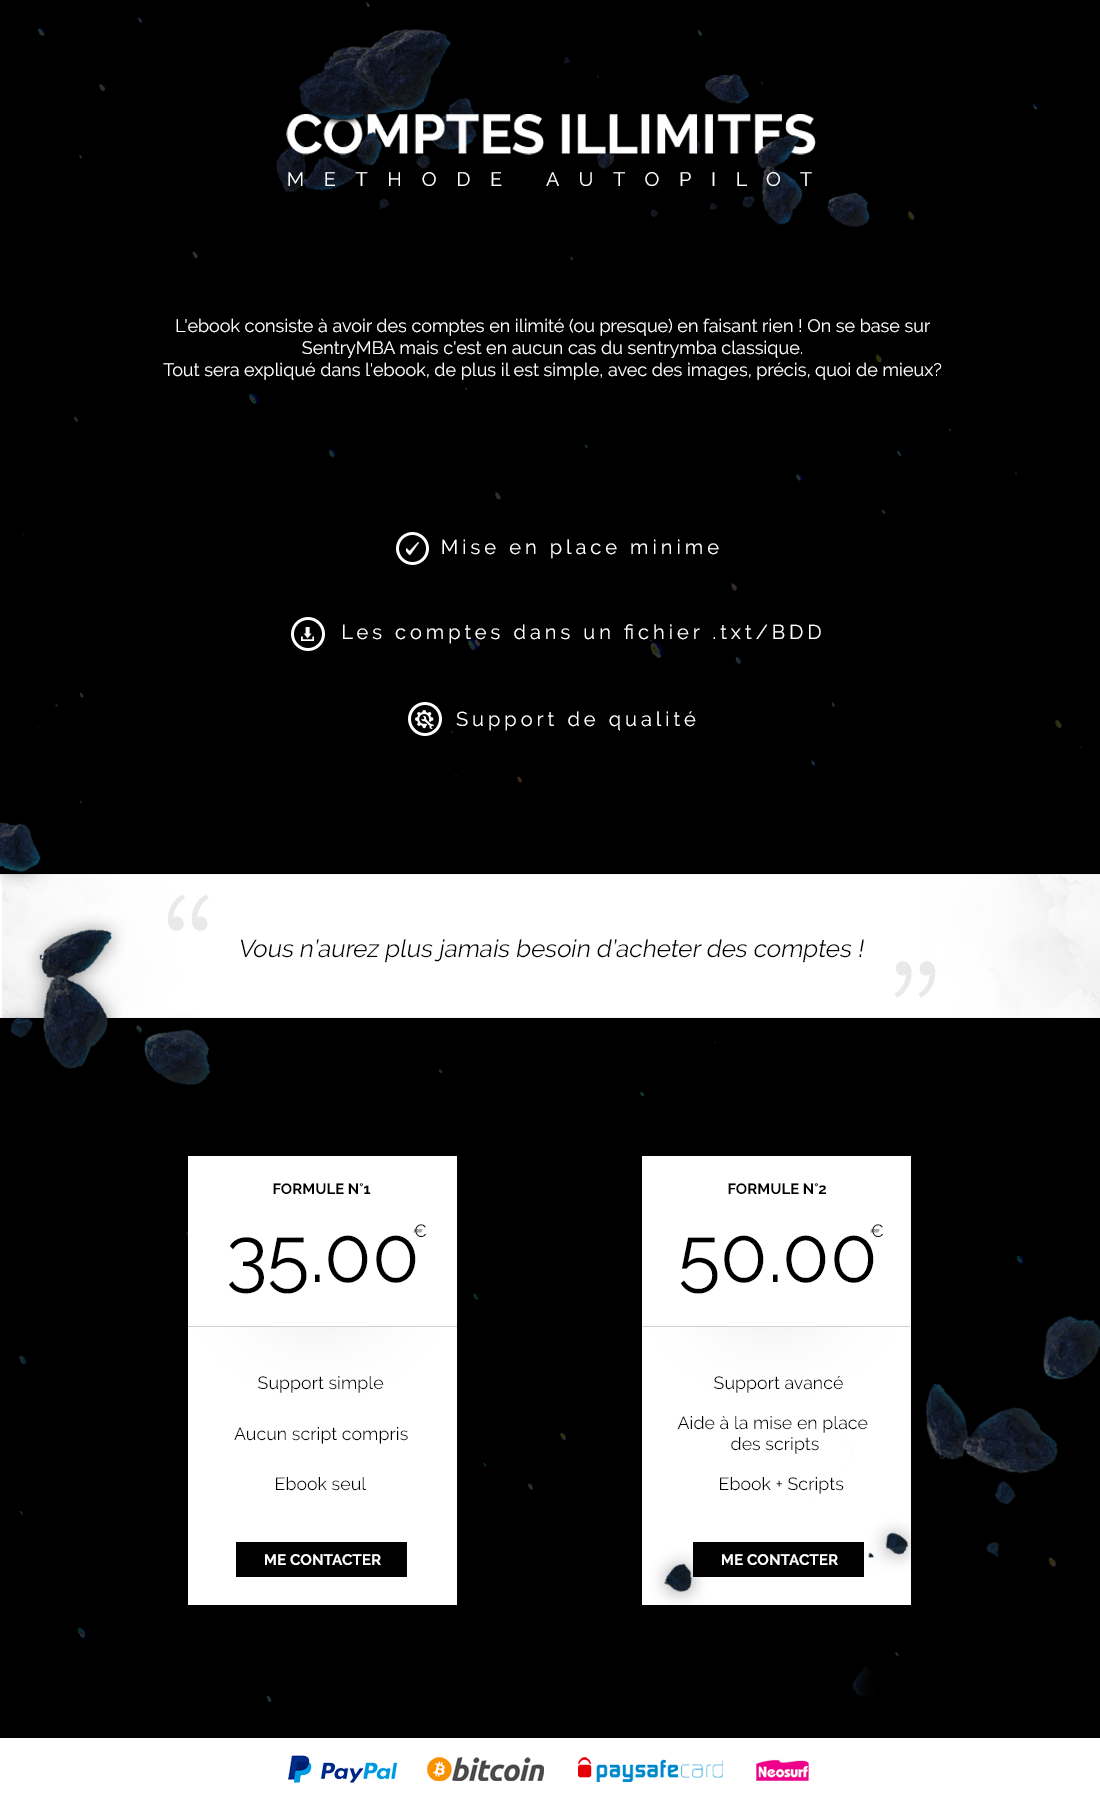 COMPTES ILLIMITES
METHODE AUTOPILOT
L'ebook consiste à avoir des comptes en ilimité (ou presque) en faisant rien ! On se base sur
SentryMBA mais c'est en aucun cas du sentrymba classique.
Tout sera expliqué dans l'ebook, de plus il est simple, avec des images, précis, quoi de mieux?
Mise en place minime
Les comptes dans un fichier .txt/BDD
Support de qualité
“
Vous n’aurez plus jamais besoin d’acheter des comptes !
”
FORMULE N°1
35.00€
Support simple
Aucun script compris
Ebook seul
ME CONTACTER
FORMULE N°2
50.00€
Support avancé
Aide à la mise en place
des scripts
Ebook + Scripts
ME CONTACTER
PayPal bitcoin paysafecard Neosurf